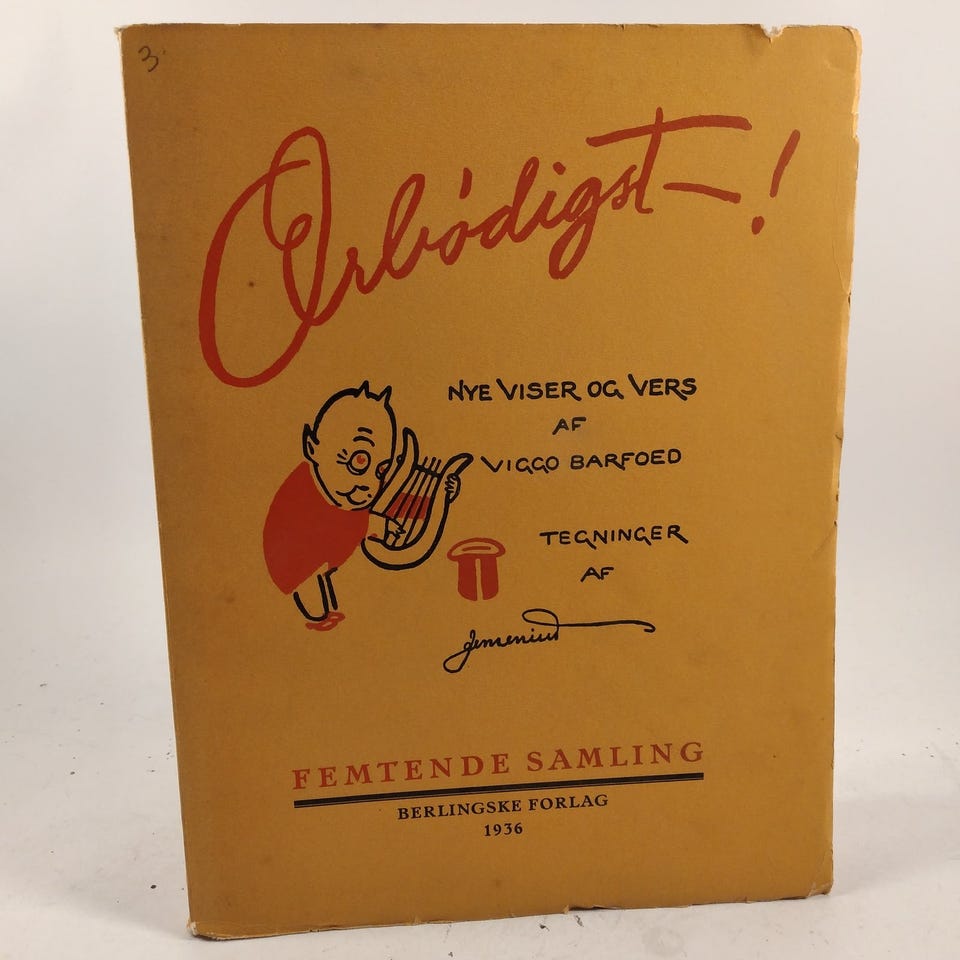 3.
Ærbødigst—!
NYE VISER OG VERS
AF
VIGGO BARFOED
TEGNINGER
AF
Jensenius
FEMTENDE SAMLING
BERLINGSKE FORLAG
1936